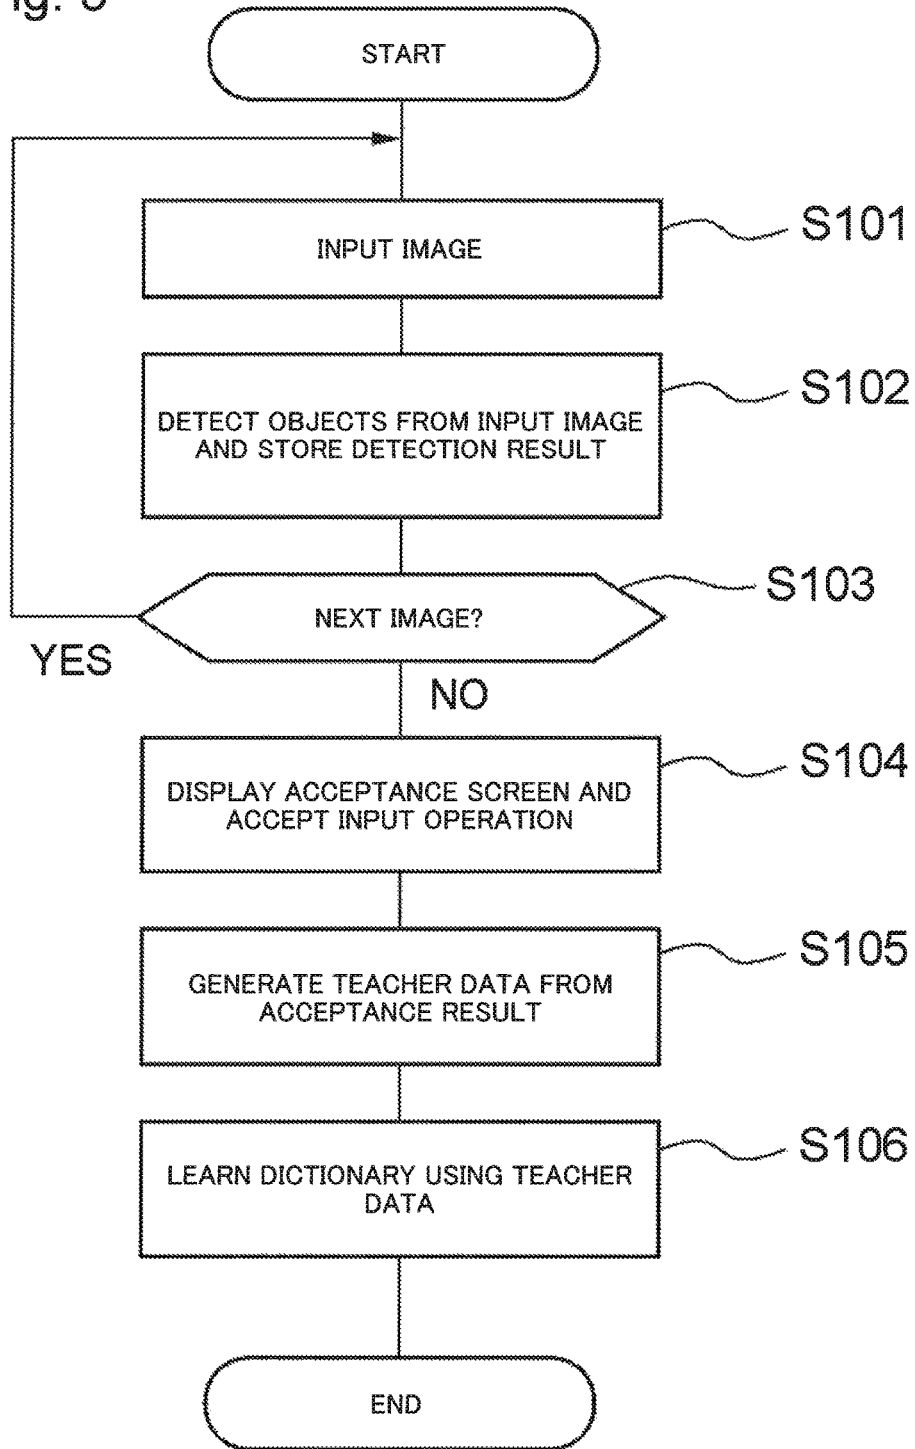 START
INPUT IMAGE
S101
DETECT OBJECTS FROM INPUT IMAGE
AND STORE DETECTION RESULT
S102
NEXT IMAGE?
S103
YES
NO
DISPLAY ACCEPTANCE SCREEN AND
ACCEPT INPUT OPERATION
S104
GENERATE TEACHER DATA FROM
ACCEPTANCE RESULT
S105
LEARN DICTIONARY USING TEACHER
DATA
S106
END